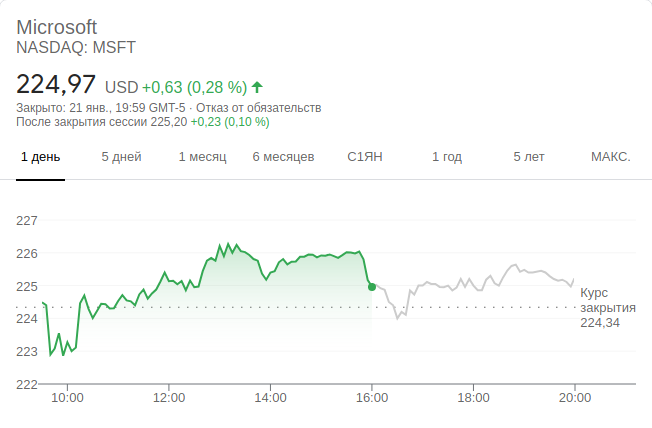 Microsoft
NASDAQ: MSFT
224,97 USD +0,63 (0,28 %)
Закрыто: 21 янв., 19:59 GMT-5 · Отказ от обязательств
После закрытия сессии 225,20 +0,23 (0,10 %)
1 день 5 дней 1 месяц 6 месяцев С1ЯН 1 год 5 лет МАКС.
227
226
225
224
223
222
Курс
закрытия
224,34
10:00 12:00 14:00 16:00 18:00 20:00